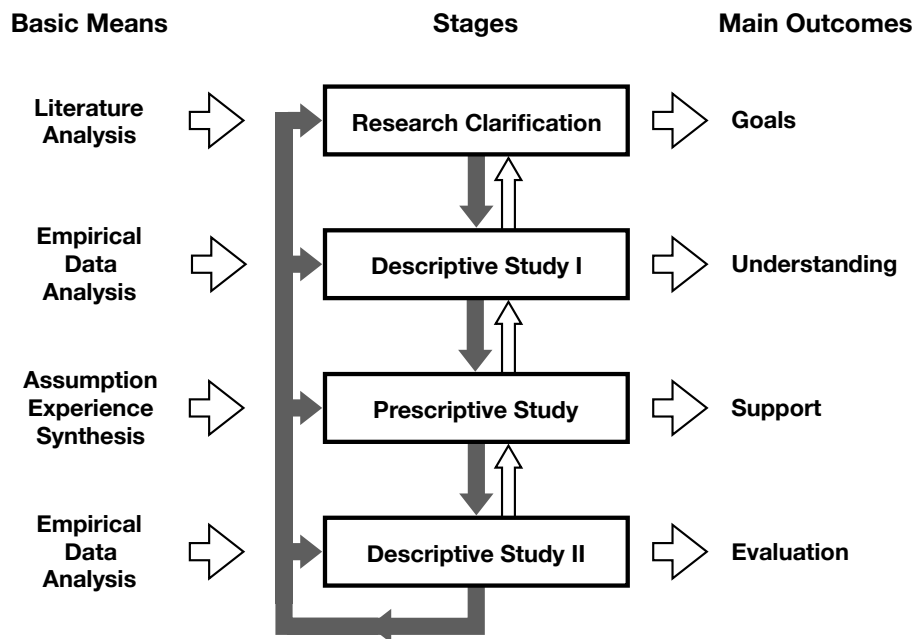 Basic Means
Stages
Main Outcomes
Literature
Analysis
Research Clarification
Goals
Empirical
Data
Analysis
Descriptive Study I
Understanding
Assumption
Experience
Synthesis
Prescriptive Study
Support
Empirical
Data
Analysis
Descriptive Study II
Evaluation